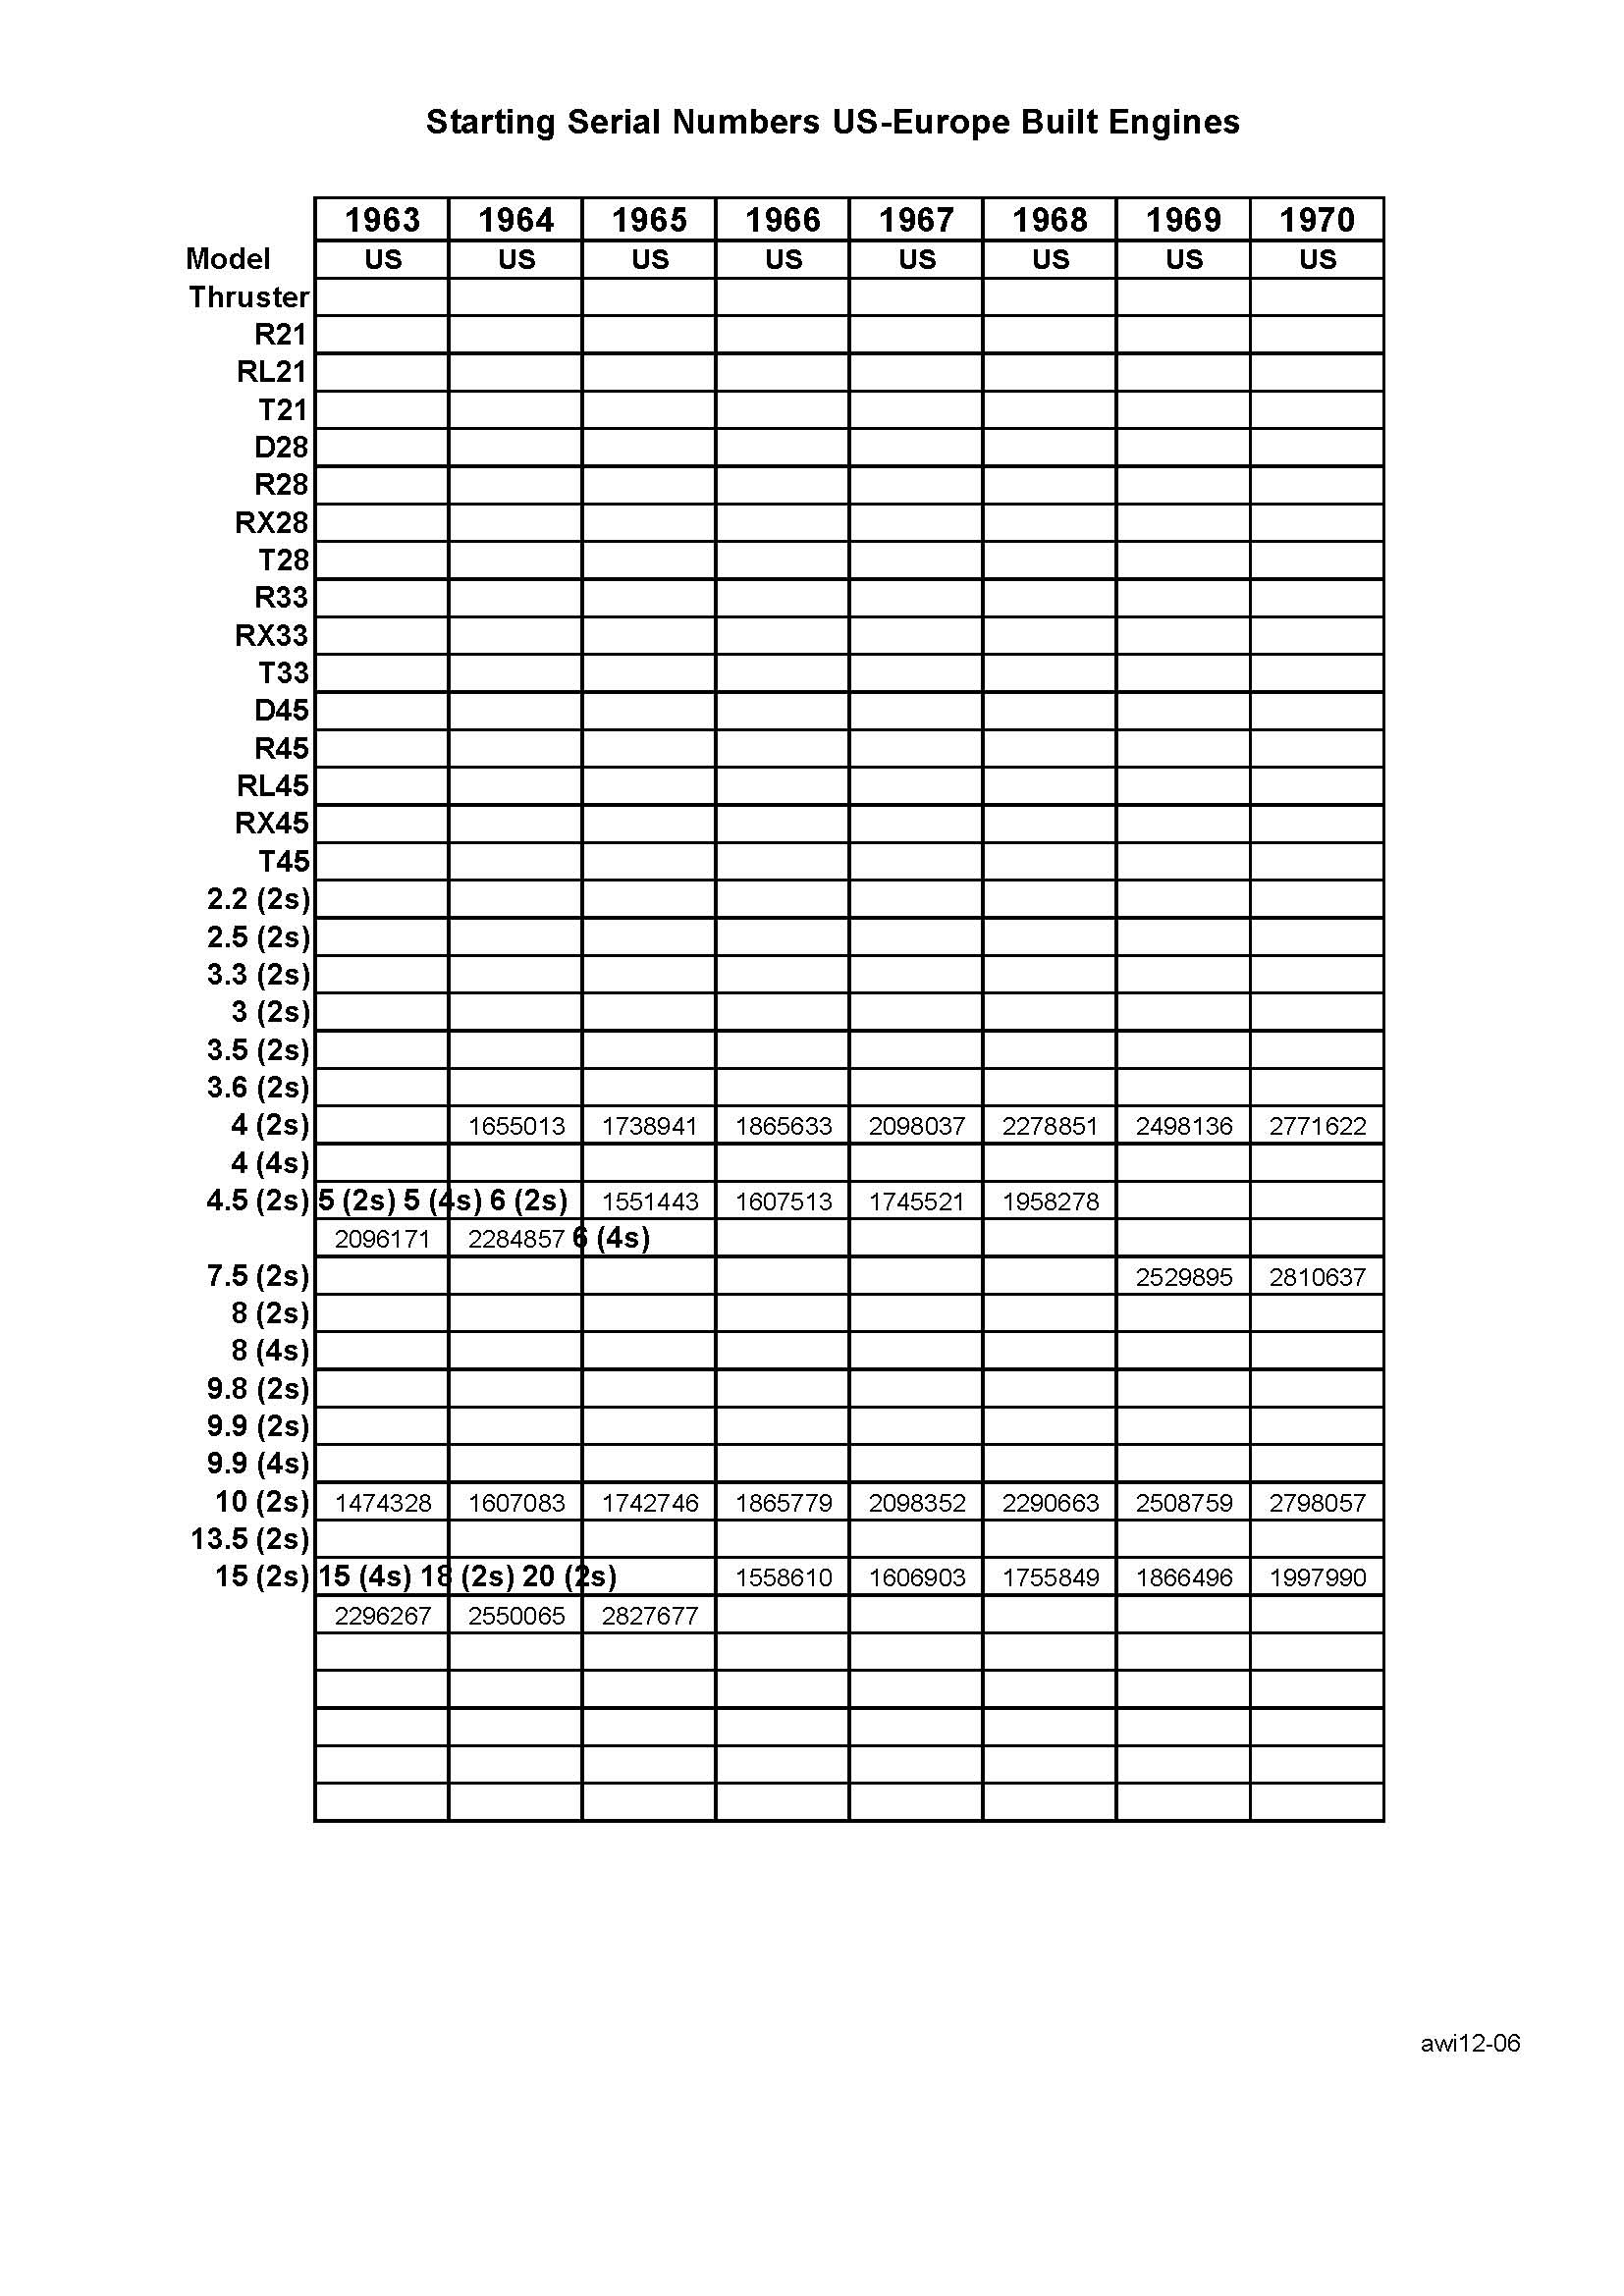 Starting Serial Numbers US-Europe Built Engines
1963 1964 1965 1966 1967 1968 1969 1970
Model US US US US US US US US
Thruster
R21
RL21
T21
D28
R28
RX28
T28
R33
RX33
T33
D45
R45
RL45
RX45
T45
2.2 (2s)
2.5 (2s)
3.3 (2s)
3 (2s)
3.5 (2s)
3.6 (2s)
4 (2s) 1655013 1738941 1865633 2098037 2278851 2498136 2771622
4 (4s)
4.5 (2s) 5 (2s) 5 (4s) 6 (2s) 1551443 1607513 1745521 1958278
2096171 2284857 6 (4s)
7.5 (2s) 2529895 2810637
8 (2s)
8 (4s)
9.8 (2s)
9.9 (2s)
9.9 (4s)
10 (2s) 1474328 1607083 1742746 1865779 2098352 2290663 2508759 2798057
13.5 (2s)
15 (2s) 15 (4s) 18 (2s) 20 (2s) 1558610 1606903 1755849 1866496 1997990
2296267 2550065 2827677
awi12-06